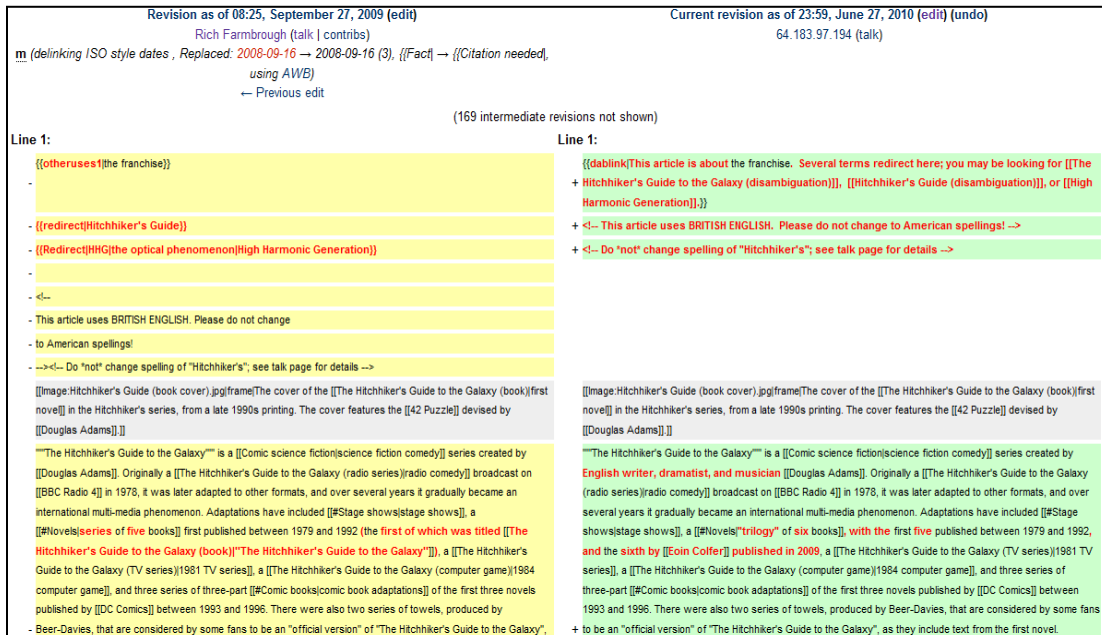 Revision as of 08:25, September 27, 2009 (edit)
Rich Farmbrough (talk | contribs)
m (delinking ISO style dates , Replaced: 2008-09-16 → 2008-09-16 (3), {{Fact| → {{Citation needed|,
using AWB)
← Previous edit
Current revision as of 23:59, June 27, 2010 (edit) (undo)
64.183.97.194 (talk)
(169 intermediate revisions not shown)
Line 1:
{{otheruses1|the franchise}}
-
- {{redirect|Hitchhiker's Guide}}
- {{Redirect|HHG|the optical phenomenon|High Harmonic Generation}}
-
- <!--
- This article uses BRITISH ENGLISH. Please do not change
- to American spellings!
- --><!-- Do *not* change spelling of "Hitchhiker's"; see talk page for details -->
[[Image:Hitchhiker's Guide (book cover).jpg|frame|The cover of the [[The Hitchhiker's Guide to the Galaxy (book)|first
novel]] in the Hitchhiker's series, from a late 1990s printing. The cover features the [[42 Puzzle]] devised by
[[Douglas Adams]].]]
'''''The Hitchhiker's Guide to the Galaxy''''' is a [[Comic science fiction|science fiction comedy]] series created by
[[Douglas Adams]]. Originally a [[The Hitchhiker's Guide to the Galaxy (radio series)|radio comedy]] broadcast on
[[BBC Radio 4]] in 1978, it was later adapted to other formats, and over several years it gradually became an
international multi-media phenomenon. Adaptations have included [[#Stage shows|stage shows]], a
[[#Novels|series of five books]] first published between 1979 and 1992 (the first of which was titled [[The
Hitchhiker's Guide to the Galaxy (book)|''The Hitchhiker's Guide to the Galaxy'']]), a [[The Hitchhiker's
Guide to the Galaxy (TV series)|1981 TV series]], a [[The Hitchhiker's Guide to the Galaxy (computer game)|1984
computer game]], and three series of three-part [[#Comic books|comic book adaptations]] of the first three novels
published by [[DC Comics]] between 1993 and 1996. There were also two series of towels, produced by
- Beer-Davies, that are considered by some fans to be an "official version" of ''The Hitchhiker's Guide to the Galaxy'',
Line 1:
{{dablink|This article is about the franchise. Several terms redirect here; you may be looking for [[The
+ Hitchhiker's Guide to the Galaxy (disambiguation)]], [[Hitchhiker's Guide (disambiguation)]], or [[High
Harmonic Generation]].}}
+ <!-- This article uses BRITISH ENGLISH. Please do not change to American spellings! -->
+ <!-- Do *not* change spelling of "Hitchhiker's"; see talk page for details -->
[[Image:Hitchhiker's Guide (book cover).jpg|frame|The cover of the [[The Hitchhiker's Guide to the Galaxy (book)|first
novel]] in the Hitchhiker's series, from a late 1990s printing. The cover features the [[42 Puzzle]] devised by
[[Douglas Adams]].]]
'''''The Hitchhiker's Guide to the Galaxy''''' is a [[Comic science fiction|science fiction comedy]] series created by
English writer, dramatist, and musician [[Douglas Adams]]. Originally a [[The Hitchhiker's Guide to the Galaxy
(radio series)|radio comedy]] broadcast on [[BBC Radio 4]] in 1978, it was later adapted to other formats, and over
several years it gradually became an international multi-media phenomenon. Adaptations have included [[#Stage
shows|stage shows]], a [[#Novels|"trilogy" of six books]], with the first five published between 1979 and 1992,
and the sixth by [[Eoin Colfer]] published in 2009, a [[The Hitchhiker's Guide to the Galaxy (TV series)|1981 TV
series]], a [[The Hitchhiker's Guide to the Galaxy (computer game)|1984 computer game]], and three series of
three-part [[#Comic books|comic book adaptations]] of the first three novels published by [[DC Comics]] between
1993 and 1996. There were also two series of towels, produced by Beer-Davies, that are considered by some fans
+ to be an "official version" of ''The Hitchhiker's Guide to the Galaxy'', as they include text from the first novel.